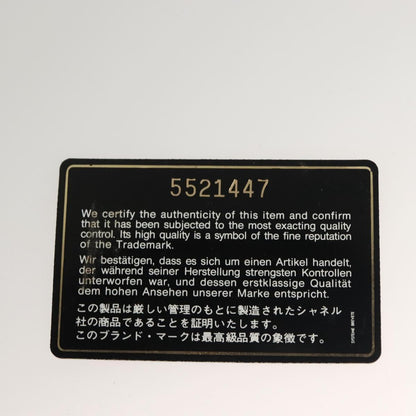 5521447
We certify the authenticity of this item and confirm
that it has been subjected to the most exacting quality
control. Its high quality is a symbol of the fine reputation
of the Trademark.
Wir bestätigen, dass es sich um einen Artikel handelt,
der während seiner Herstellung strengsten Kontrollen
unterworfen war, und dessen erstklassige Qualität
dem hohen Ansehen unserer Marke entspricht.
この製品は厳しい管理のもとに製造されたシャネル
社の商品であることを証明いたします。
このブランド・マークは最高級品質の象徴です。
SYSTEME BREVETE